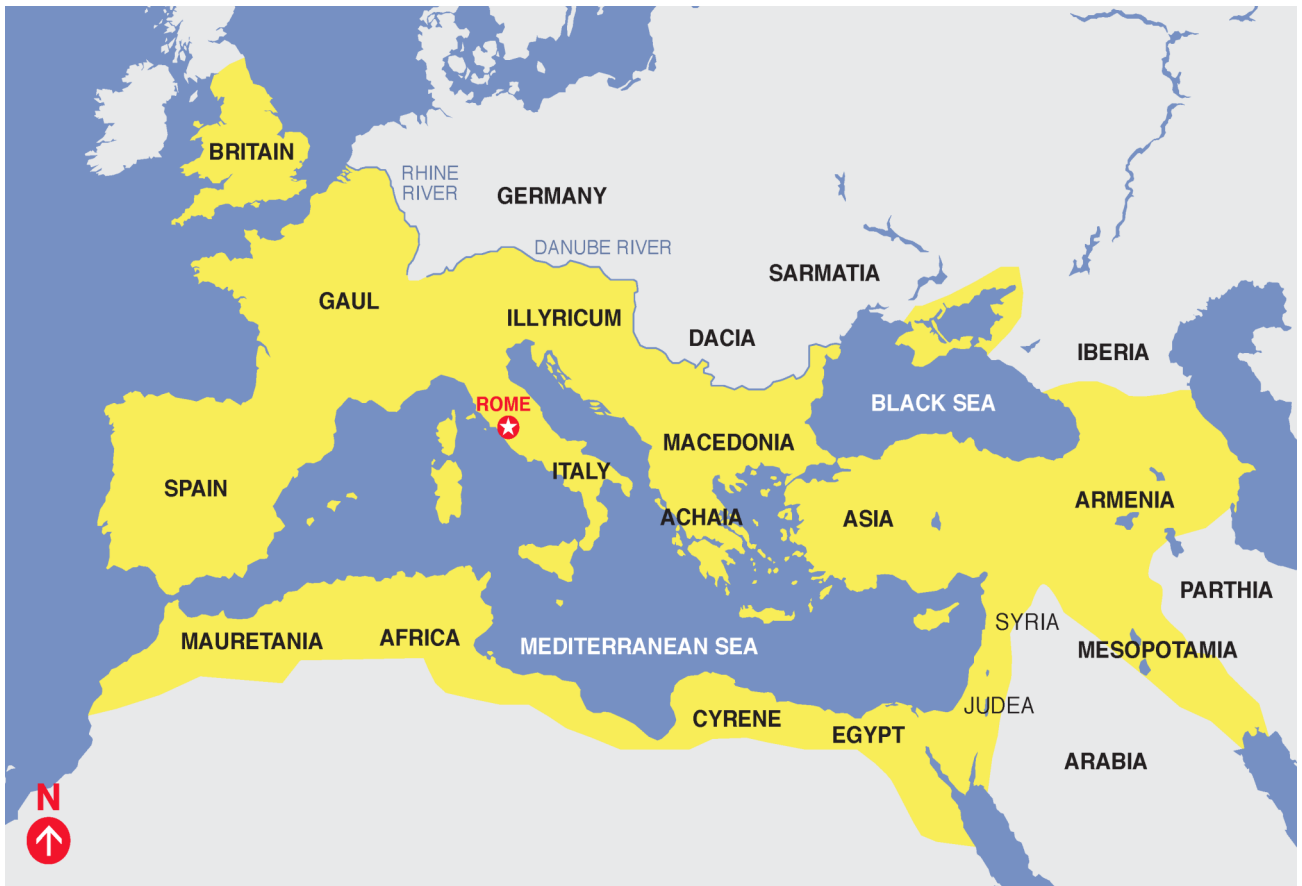 BRITAIN
RHINE
RIVER
GERMANY
DANUBE RIVER
SARMATIA
GAUL
ILLYRICUM
DACIA
IBERIA
ROME
BLACK SEA
MACEDONIA
ITALY
SPAIN
ARMENIA
ACHAIA
ASIA
PARTHIA
SYRIA
MAURETANIA
AFRICA
MEDITERRANEAN SEA
MESOPOTAMIA
JUDEA
CYRENE
EGYPT
ARABIA
N